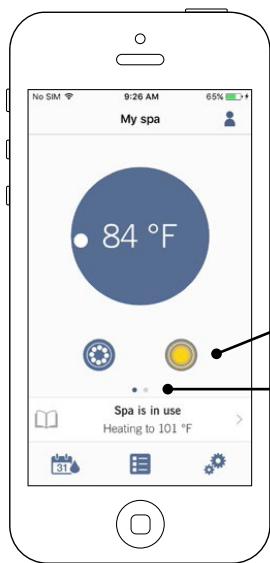 No SIM 9:26 AM 65%
My spa
84 °F
Spa is in use
Heating to 101 °F
31